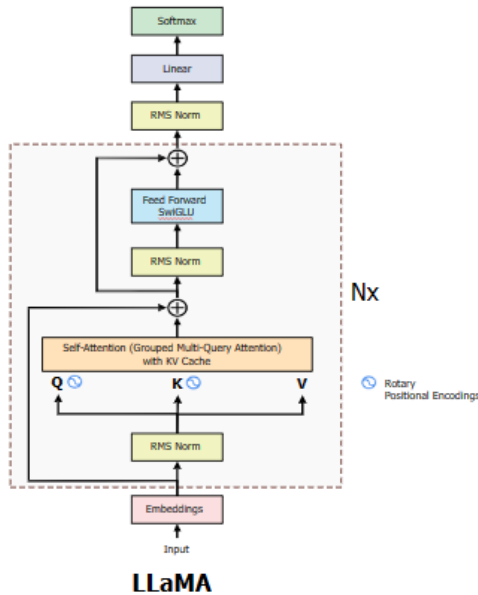 Softmax
Linear
RMS Norm
Feed Forward
SwiGLU
RMS Norm
Nx
Self-Attention (Grouped Multi-Query Attention)
with KV Cache
Q K V
Rotary
Positional Encodings
RMS Norm
Embeddings
Input
LLaMA